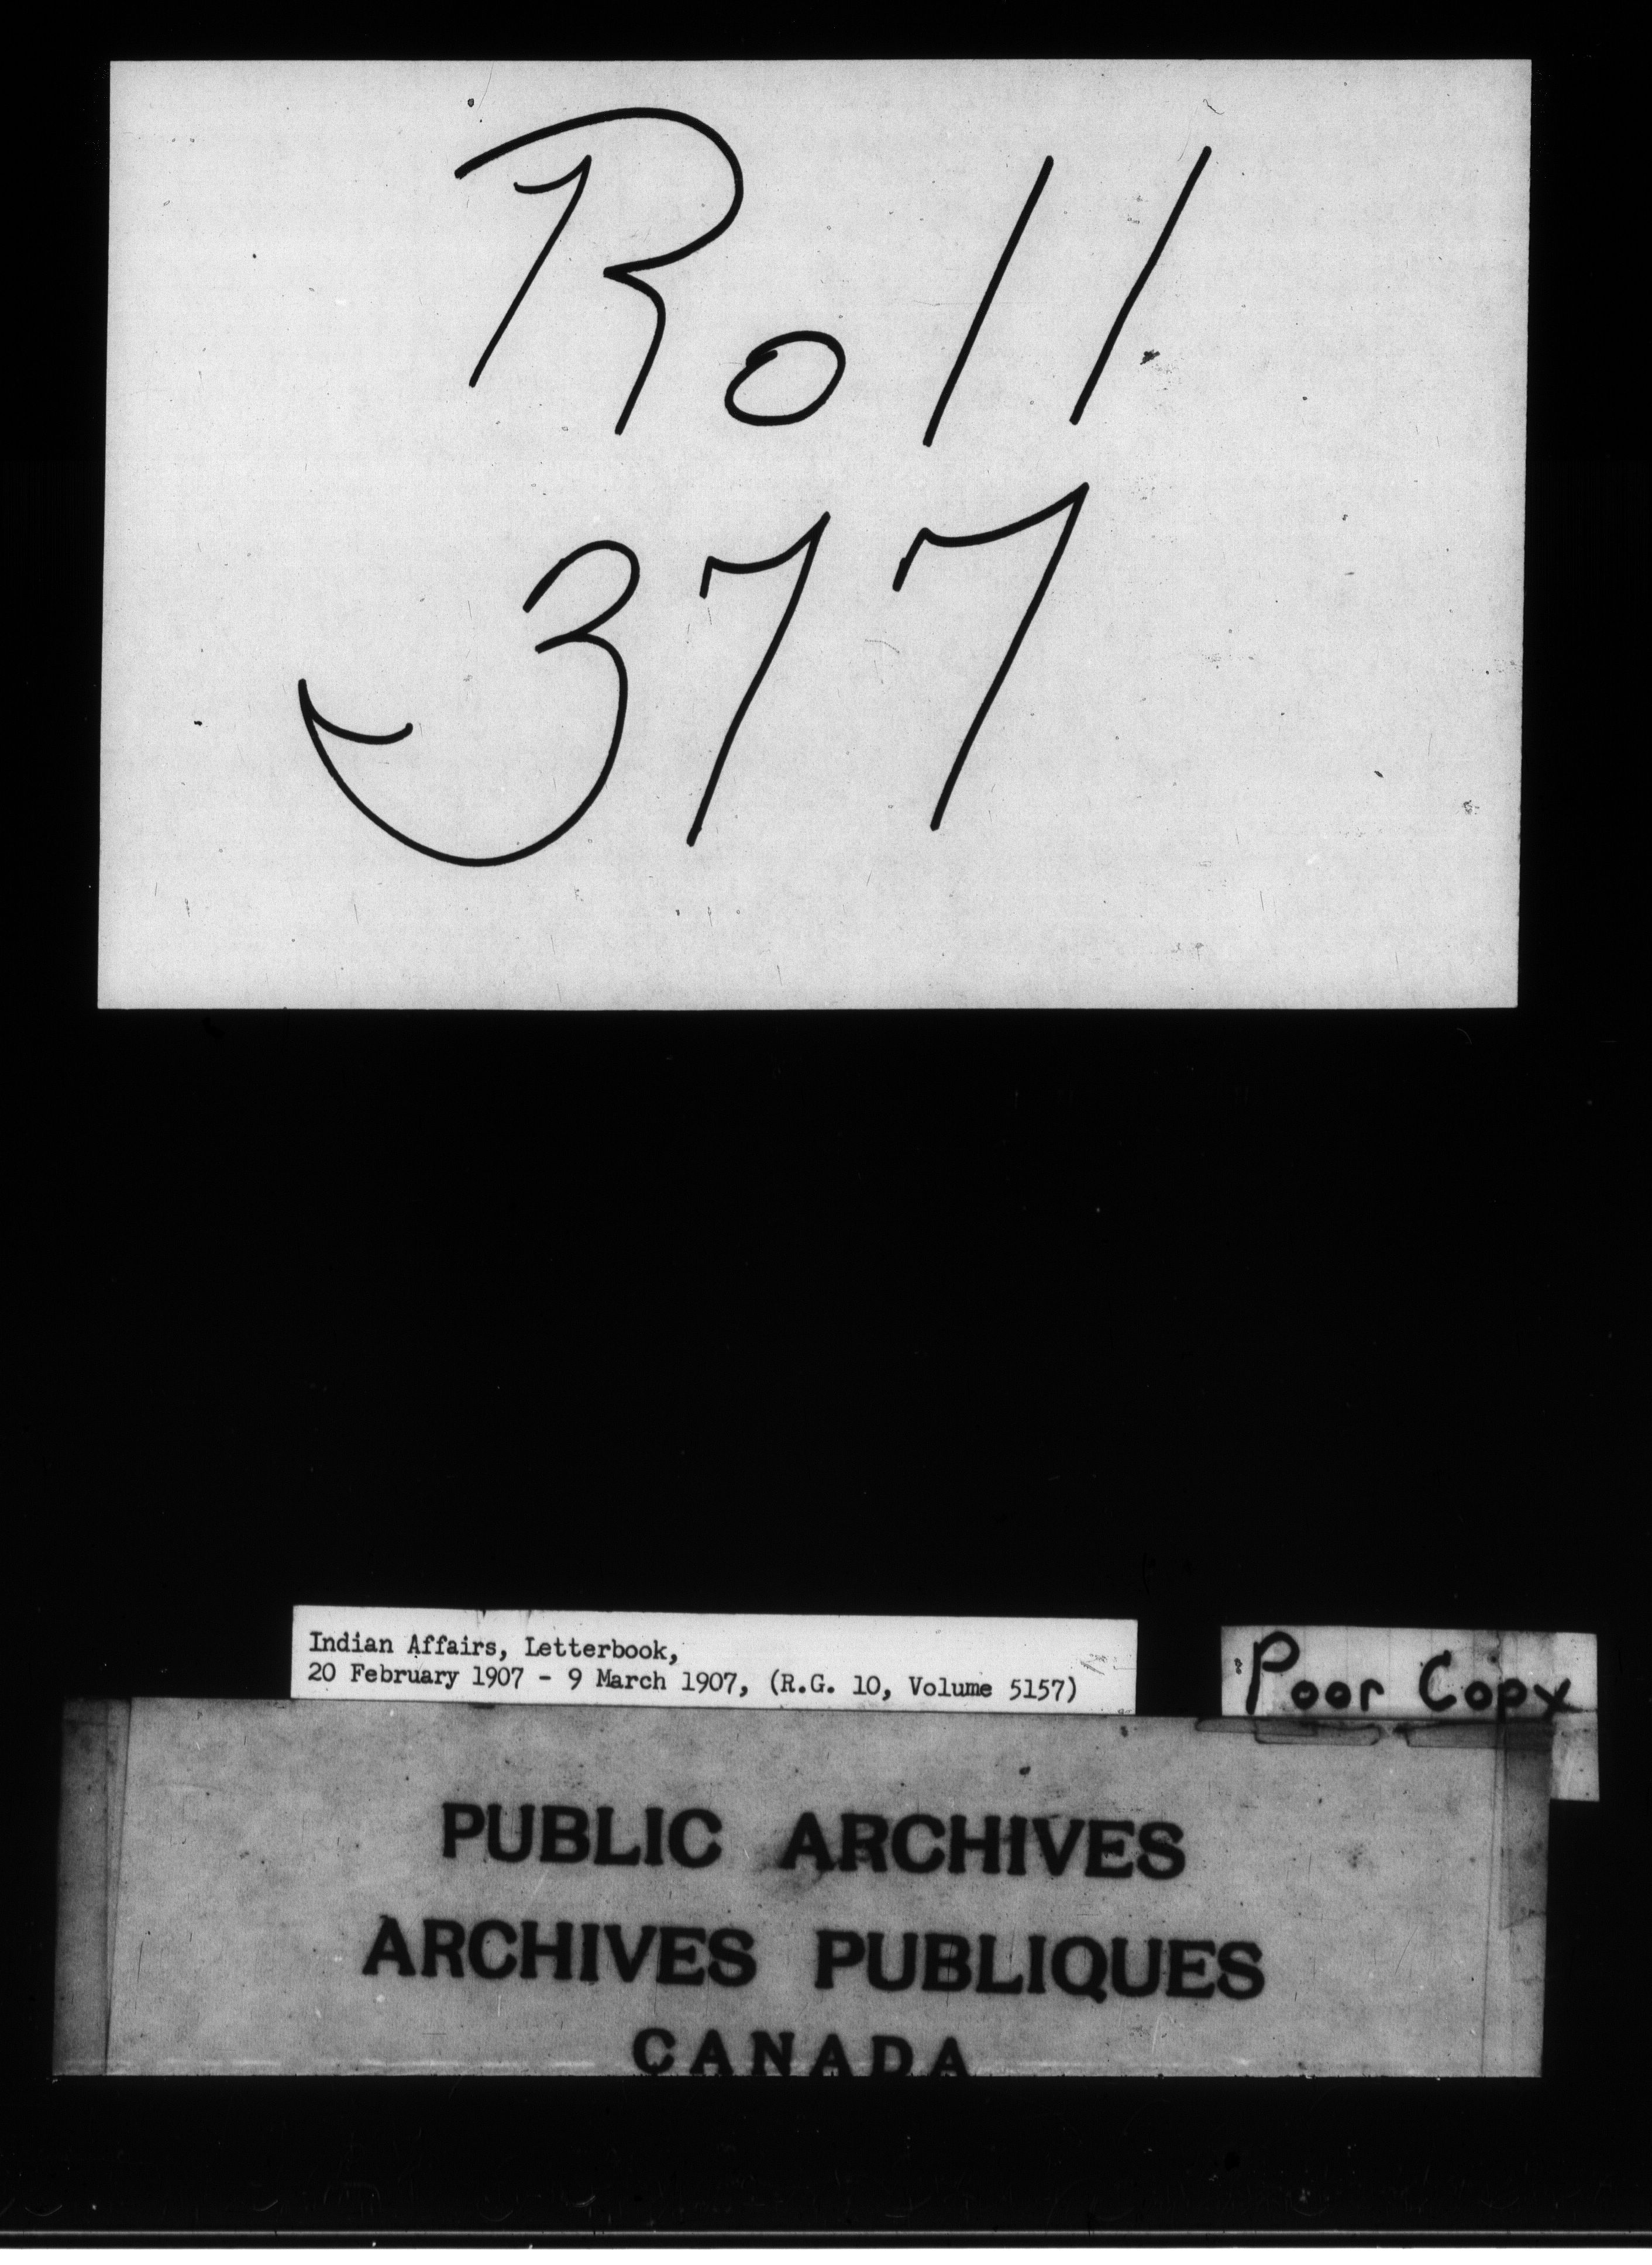 Roll
377
Indian Affairs, Letterbook,
20 February 1907 - 9 March 1907, (R.G. 10, Volume 5157)
Poor Copy
PUBLIC ARCHIVES
ARCHIVES PUBLIQUES
CANADA